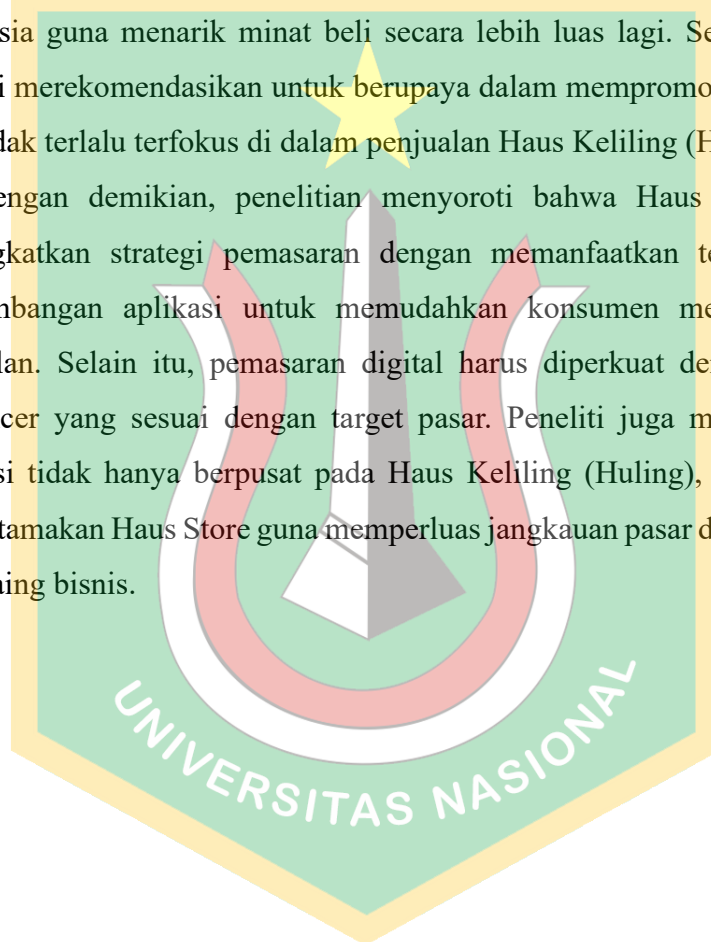 sia guna menarik minat beli secara lebih luas lagi. Se
i merekomendasikan untuk berupaya dalam mempromo
dak terlalu terfokus di dalam penjualan Haus Keliling (H
engan demikian, penelitian menyoroti bahwa Haus
gkatkan strategi pemasaran dengan memanfaatkan te
mbangan aplikasi untuk memudahkan konsumen me
lan. Selain itu, pemasaran digital harus diperkuat de
cer yang sesuai dengan target pasar. Peneliti juga m
si tidak hanya berpusat pada Haus Keliling (Huling),
tamakan Haus Store guna memperluas jangkauan pasar d
aing bisnis.
UNIVERSITAS NASIONAL